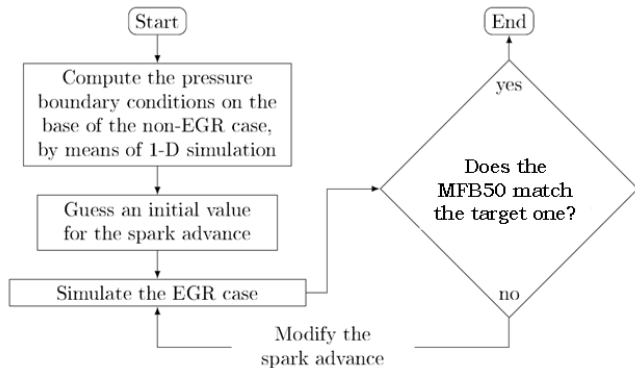 Start
Compute the pressure
boundary conditions on the
base of the non-EGR case,
by means of 1-D simulation
Guess an initial value
for the spark advance
Simulate the EGR case
End
yes
Does the
MFB50 match
the target one?
no
Modify the
spark advance